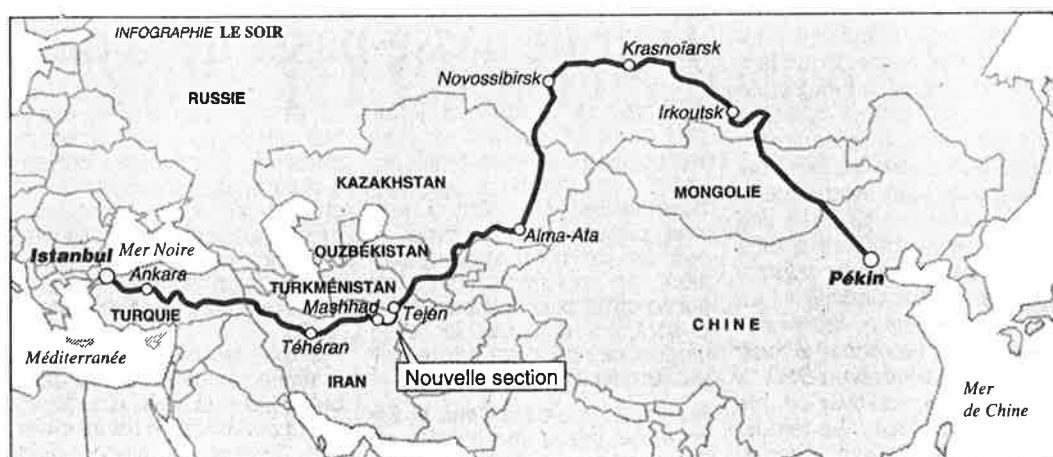 INFOGRAPHIE LE SOIR
RUSSIE
Novossibirsk
Krasnoïarsk
Irkoutsk
KAZAKHSTAN
MONGOLIE
Alma-Ata
OUZBÉKISTAN
Istanbul
Mer Noire
Ankara
TURKMÉNISTAN
Mashhad
Tejen
Pékin
TURQUIE
CHINE
Téhéran
Méditerranée
IRAN
Nouvelle section
Mer
de Chine